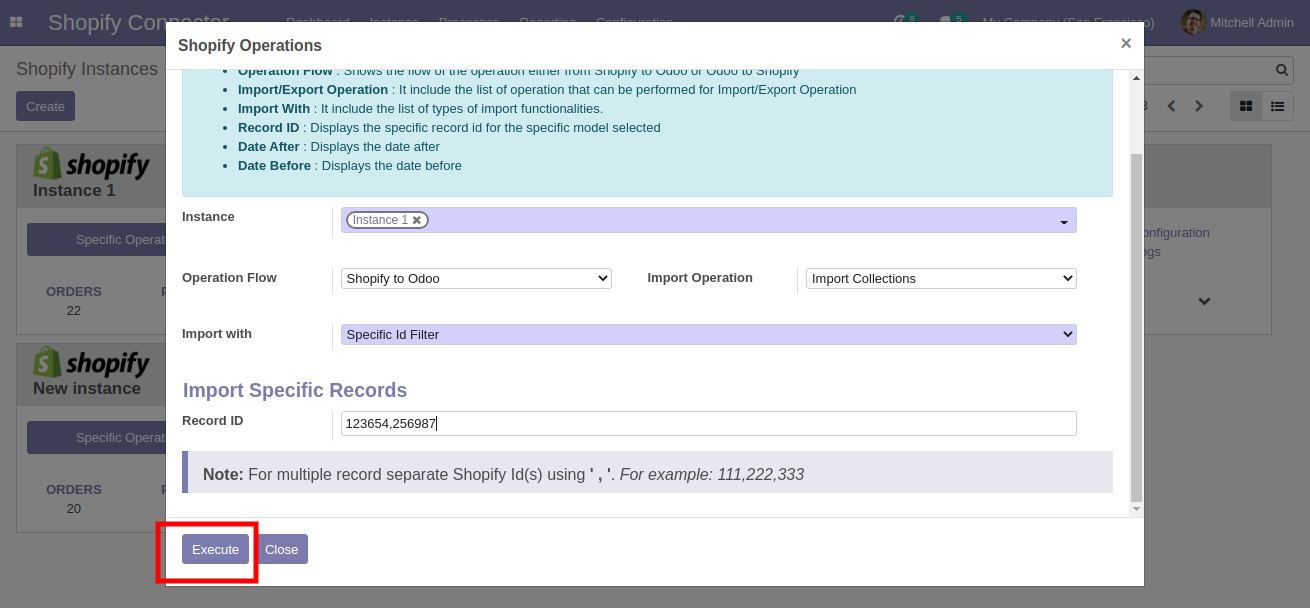 Shopify Connector Dashboard Instance Processes Reporting Configuration 8 5 My Company (San Francisco) Mitchell Admin
Shopify Operations ×
Shopify Instances
Create
Operation Flow : Shows the flow of the operation either from Shopify to Odoo or Odoo to Shopify
Import/Export Operation : It include the list of operation that can be performed for Import/Export Operation
Import With : It include the list of types of import functionalities.
Record ID : Displays the specific record id for the specific model selected
Date After : Displays the date after
Date Before : Displays the date before
shopify
Instance 1
Specific Operat
ORDERS
22
Instance Instance 1 ✖
onfiguration
ogs
Operation Flow Shopify to Odoo Import Operation Import Collections
Import with Specific Id Filter
shopify
New instance
Specific Operat
ORDERS
20
Import Specific Records
Record ID 123654,256987
Note: For multiple record separate Shopify Id(s) using ' , '. For example: 111,222,333
Execute Close